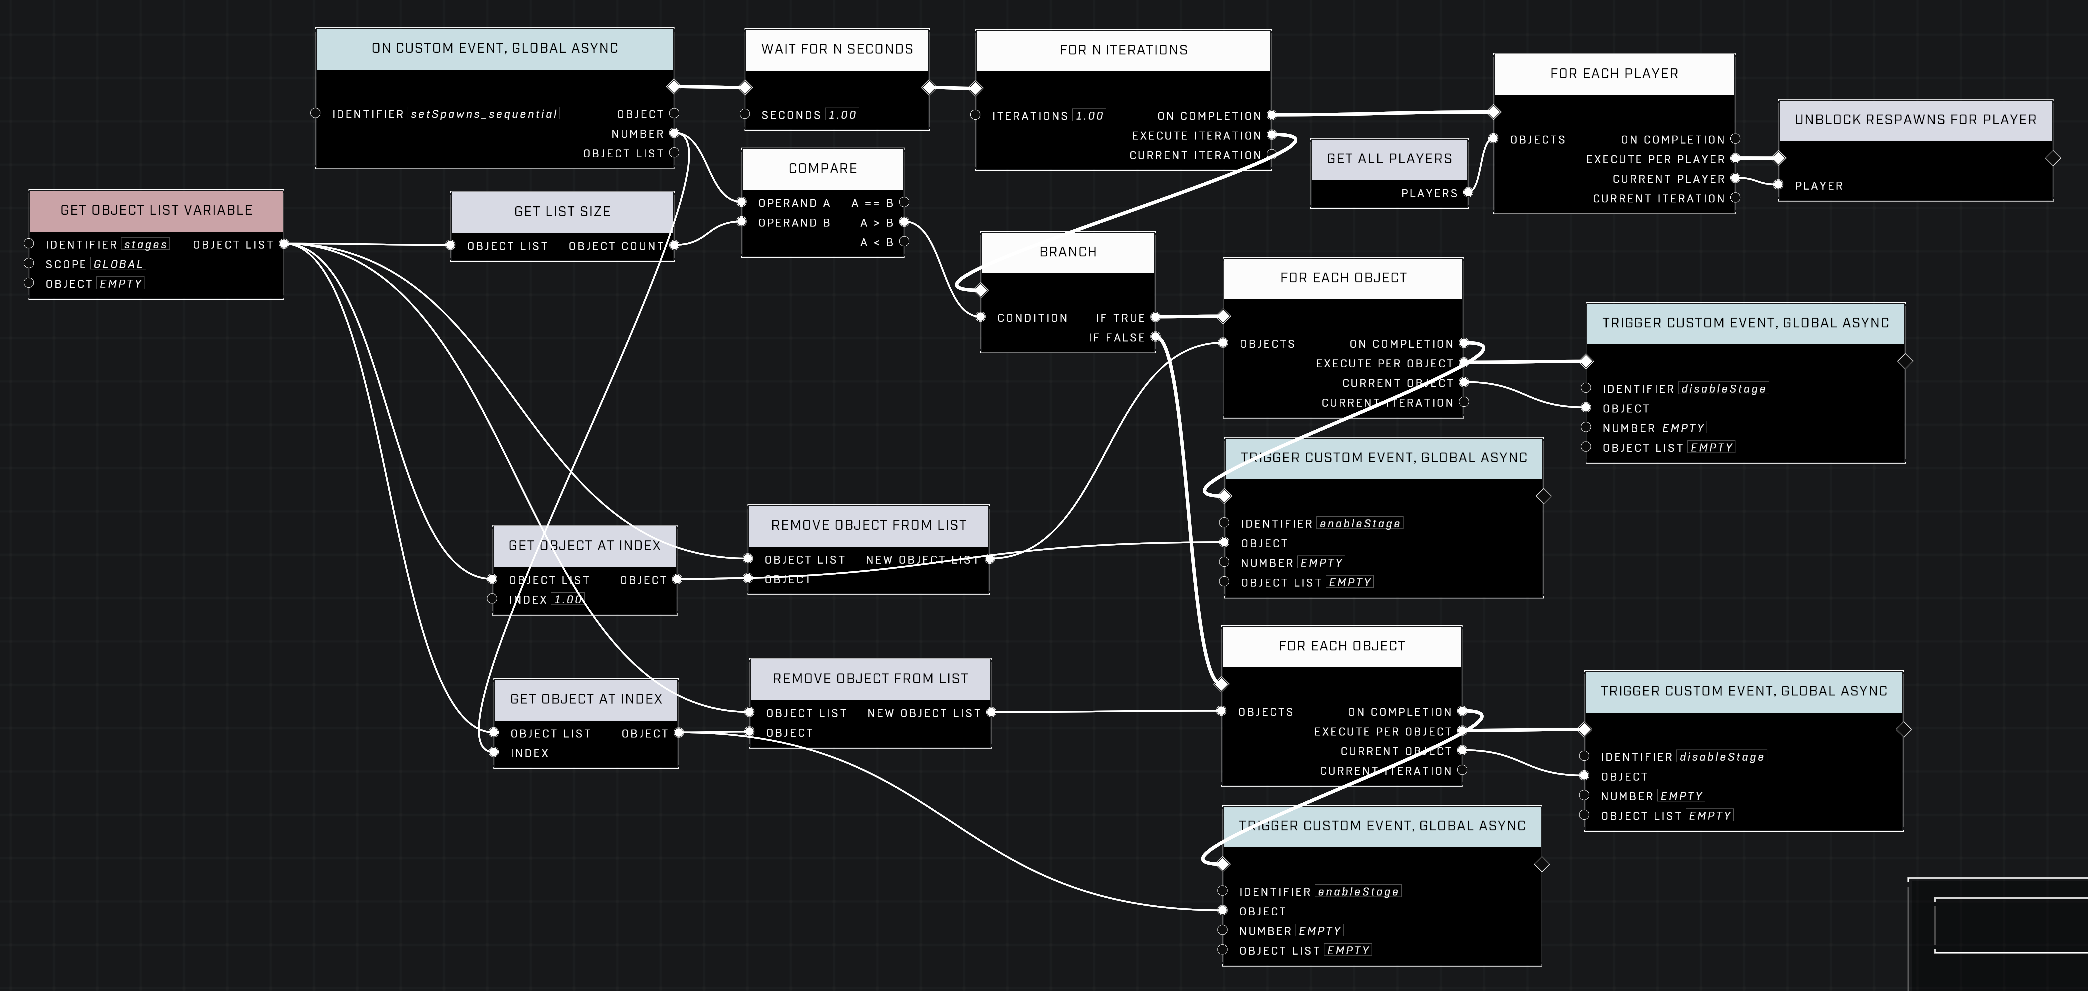 ON CUSTOM EVENT, GLOBAL ASYNC
IDENTIFIER setSpawns_sequential
OBJECT
NUMBER
OBJECT LIST
WAIT FOR N SECONDS
SECONDS 1.00
FOR N ITERATIONS
ITERATIONS 1.00
ON COMPLETION
EXECUTE ITERATION
CURRENT ITERATION
GET ALL PLAYERS
PLAYERS
FOR EACH PLAYER
OBJECTS
ON COMPLETION
EXECUTE PER PLAYER
CURRENT PLAYER
CURRENT ITERATION
UNBLOCK RESPAWNS FOR PLAYER
PLAYER
GET OBJECT LIST VARIABLE
IDENTIFIER stages OBJECT LIST
SCOPE GLOBAL
OBJECT EMPTY
GET LIST SIZE
OBJECT LIST OBJECT COUNT
COMPARE
OPERAND A A == B
OPERAND B A > B
A < B
BRANCH
CONDITION IF TRUE
IF FALSE
FOR EACH OBJECT
OBJECTS ON COMPLETION
EXECUTE PER OBJECT
CURRENT OBJECT
CURRENT ITERATION
TRIGGER CUSTOM EVENT, GLOBAL ASYNC
IDENTIFIER disableStage
OBJECT
NUMBER EMPTY
OBJECT LIST EMPTY
TRIGGER CUSTOM EVENT, GLOBAL ASYNC
IDENTIFIER enableStage
OBJECT
NUMBER EMPTY
OBJECT LIST EMPTY
GET OBJECT AT INDEX
OBJECT LIST OBJECT
INDEX 1.00
REMOVE OBJECT FROM LIST
OBJECT LIST NEW OBJECT LIST
OBJECT
GET OBJECT AT INDEX
OBJECT LIST OBJECT
INDEX
REMOVE OBJECT FROM LIST
OBJECT LIST NEW OBJECT LIST
OBJECT
FOR EACH OBJECT
OBJECTS ON COMPLETION
EXECUTE PER OBJECT
CURRENT OBJECT
CURRENT ITERATION
TRIGGER CUSTOM EVENT, GLOBAL ASYNC
IDENTIFIER disableStage
OBJECT
NUMBER EMPTY
OBJECT LIST EMPTY
TRIGGER CUSTOM EVENT, GLOBAL ASYNC
IDENTIFIER enableStage
OBJECT
NUMBER EMPTY
OBJECT LIST EMPTY